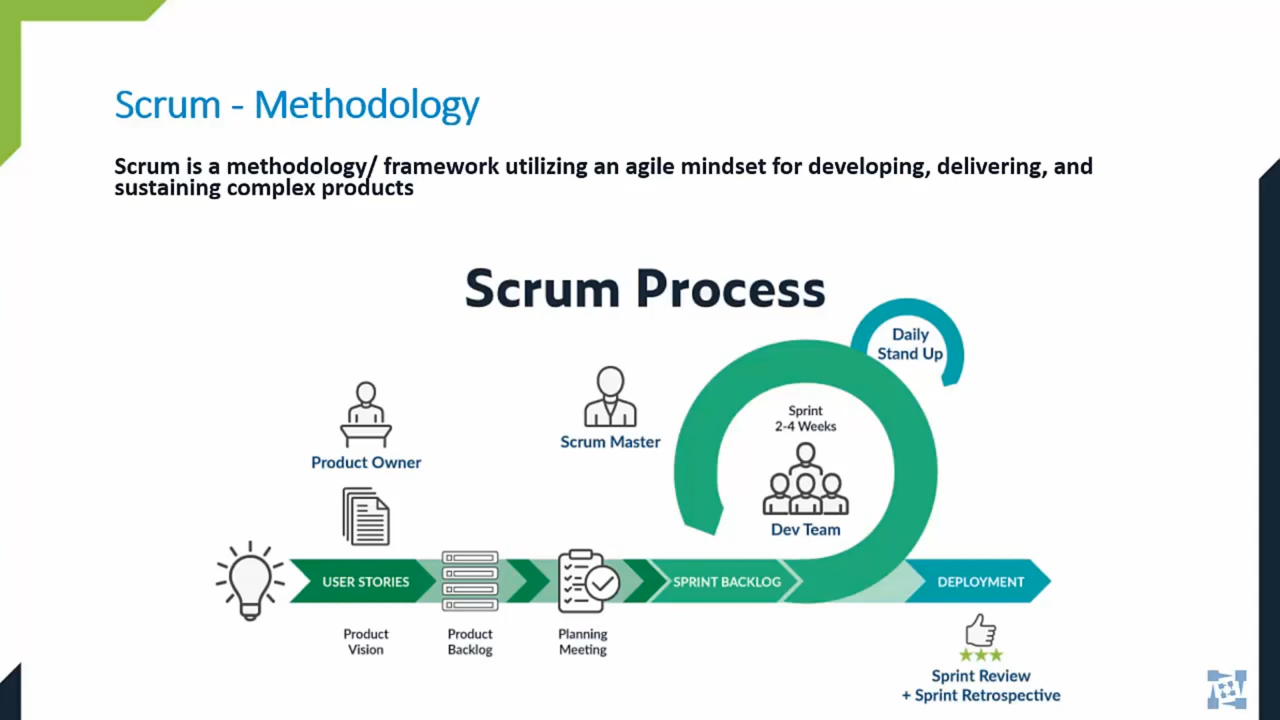 Scrum - Methodology
Scrum is a methodology/ framework utilizing an agile mindset for developing, delivering, and
sustaining complex products
Scrum Process
Daily
Stand Up
Sprint
2-4 Weeks
Scrum Master
Product Owner
Dev Team
USER STORIES
SPRINT BACKLOG
DEPLOYMENT
Product
Vision
Product
Backlog
Planning
Meeting
Sprint Review
+ Sprint Retrospective